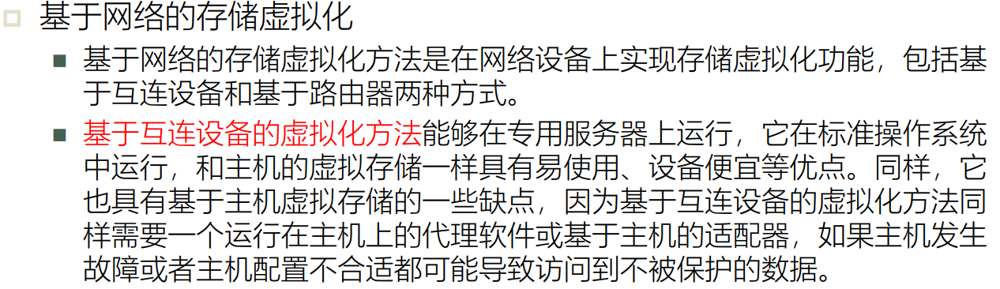 基于网络的存储虚拟化
基于网络的存储虚拟化方法是在网络设备上实现存储虚拟化功能，包括基
于互连设备和基于路由器两种方式。
基于互连设备的虚拟化方法能够在专用服务器上运行，它在标准操作系统
中运行，和主机的虚拟存储一样具有易使用、设备便宜等优点。同样，它
也具有基于主机虚拟存储的一些缺点，因为基于互连设备的虚拟化方法同
样需要一个运行在主机上的代理软件或基于主机的适配器，如果主机发生
故障或者主机配置不合适都可能导致访问到不被保护的数据。